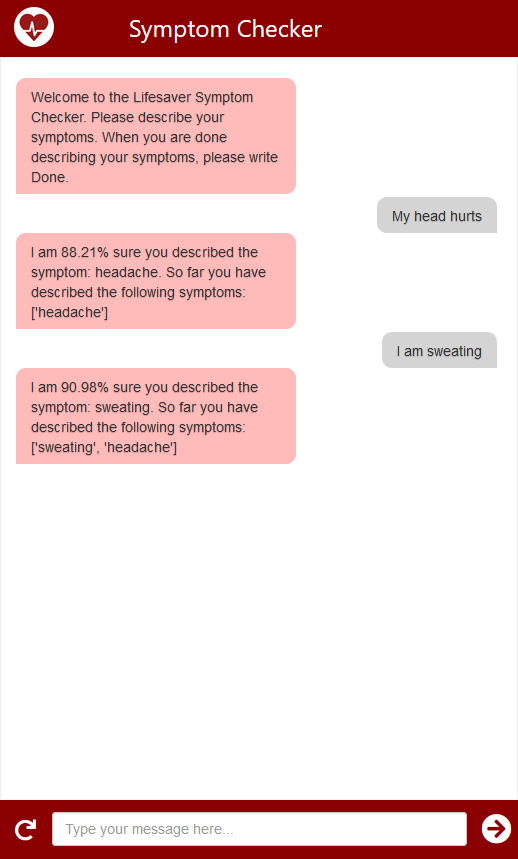 Symptom Checker
Welcome to the Lifesaver Symptom
Checker. Please describe your
symptoms. When you are done
describing your symptoms, please write
Done.
My head hurts
I am 88.21% sure you described the
symptom: headache. So far you have
described the following symptoms:
['headache']
I am sweating
I am 90.98% sure you described the
symptom: sweating. So far you have
described the following symptoms:
['sweating', 'headache']
Type your message here...